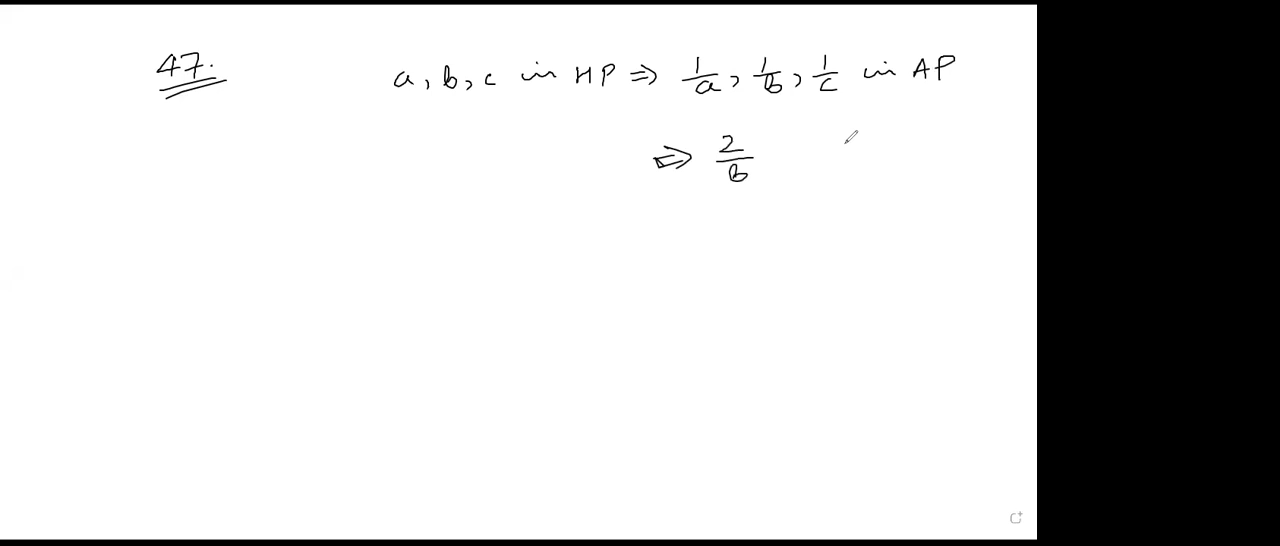 47. a, b, c in HP ⇒ 1/a, 1/b, 1/c in AP
⇒ 2/b